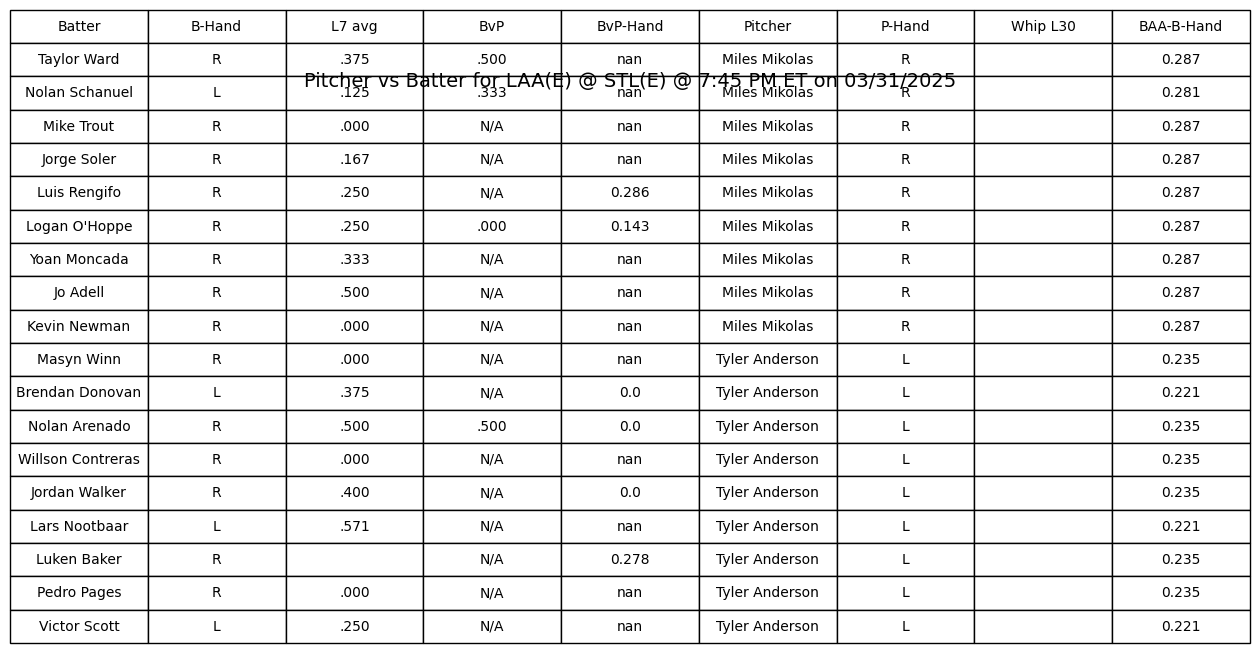 Batter B-Hand L7 avg BvP BvP-Hand Pitcher P-Hand Whip L30 BAA-B-Hand
Taylor Ward R .375 .500 nan Miles Mikolas R 0.287
Pitcher vs Batter for LAA(E) @ STL(E) @ 7:45 PM ET on 03/31/2025
Nolan Schanuel L .125 .333 nan Miles Mikolas R 0.281
Mike Trout R .000 N/A nan Miles Mikolas R 0.287
Jorge Soler R .167 N/A nan Miles Mikolas R 0.287
Luis Rengifo R .250 N/A 0.286 Miles Mikolas R 0.287
Logan O'Hoppe R .250 .000 0.143 Miles Mikolas R 0.287
Yoan Moncada R .333 N/A nan Miles Mikolas R 0.287
Jo Adell R .500 N/A nan Miles Mikolas R 0.287
Kevin Newman R .000 N/A nan Miles Mikolas R 0.287
Masyn Winn R .000 N/A nan Tyler Anderson L 0.235
Brendan Donovan L .375 N/A 0.0 Tyler Anderson L 0.221
Nolan Arenado R .500 .500 0.0 Tyler Anderson L 0.235
Willson Contreras R .000 N/A nan Tyler Anderson L 0.235
Jordan Walker R .400 N/A 0.0 Tyler Anderson L 0.235
Lars Nootbaar L .571 N/A nan Tyler Anderson L 0.221
Luken Baker R N/A 0.278 Tyler Anderson L 0.235
Pedro Pages R .000 N/A nan Tyler Anderson L 0.235
Victor Scott L .250 N/A nan Tyler Anderson L 0.221